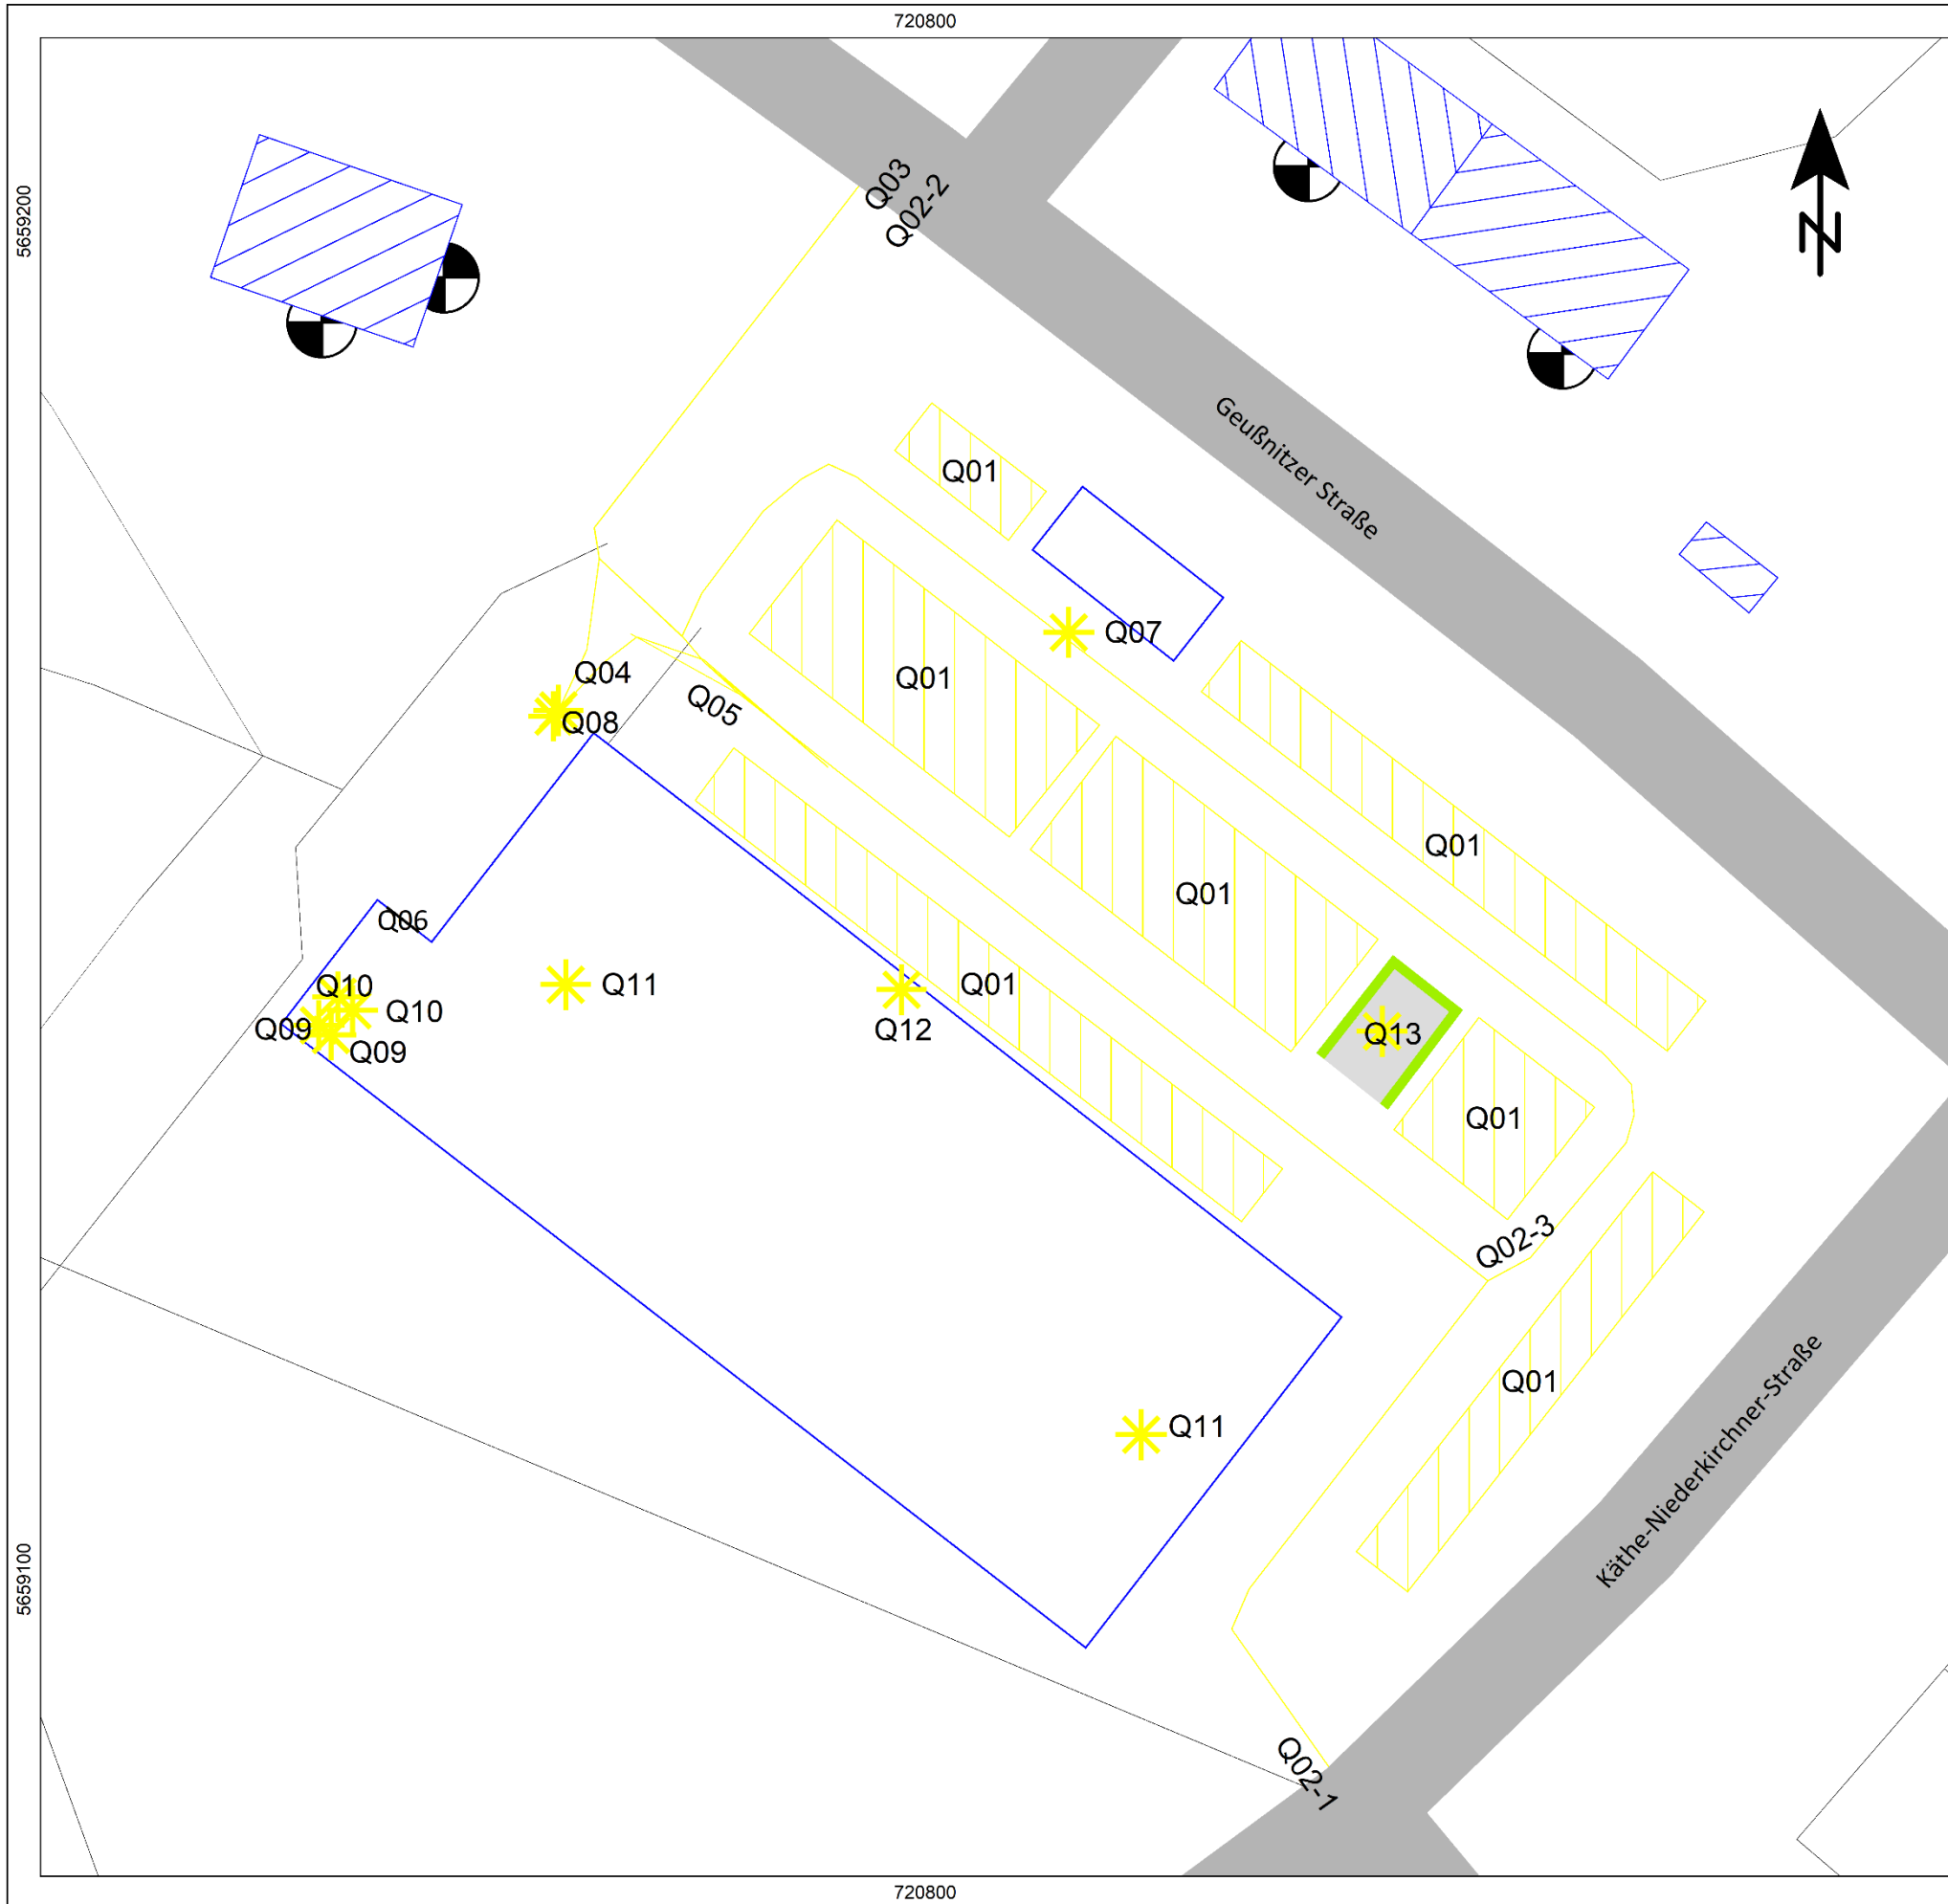 720800
5659200
Q03
Q02-2
Geußnitzer Straße
Q01
Q07
Q04
Q01
Q05
Q08
Q01
Q01
Q06
Q10
Q11
Q01
Q10
Q09
Q12
Q13
Q09
Q01
Q02-3
Q01
Q11
Käthe-Niederkirchner-Straße
5659100
Q02-1
720800